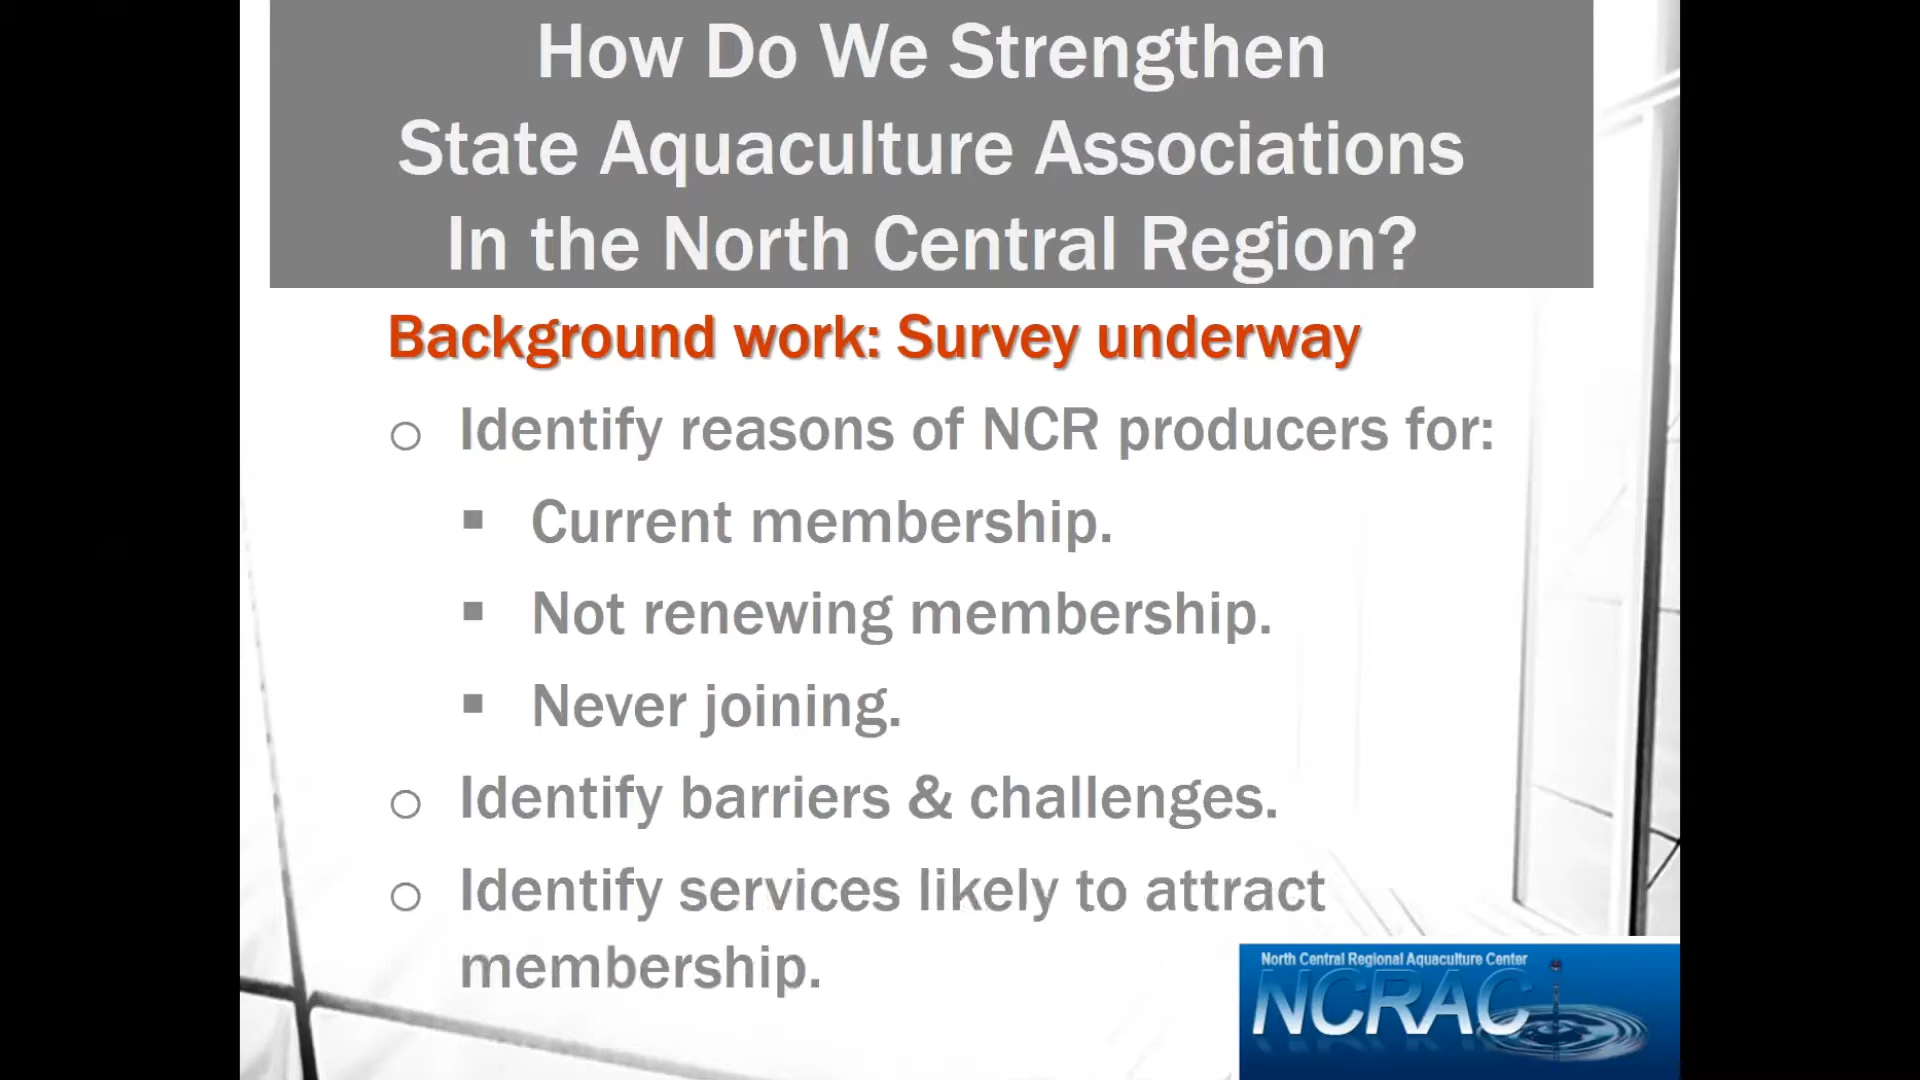 How Do We Strengthen
State Aquaculture Associations
In the North Central Region?
Background work: Survey underway
○ Identify reasons of NCR producers for:
▪ Current membership.
▪ Not renewing membership.
▪ Never joining.
○ Identify barriers & challenges.
○ Identify services likely to attract
membership.
North Central Regional Aquaculture Center
NCRAC